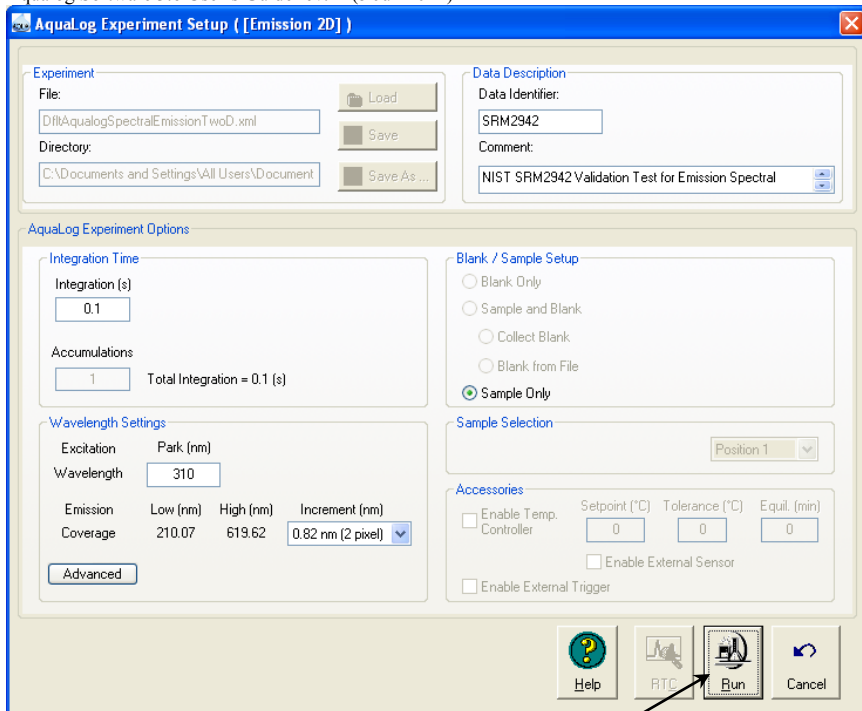 AquaLog Experiment Setup ( [Emission 2D] )
Experiment
File:
DfltAqualogSpectralEmissionTwoD.xml
Directory:
C:\Documents and Settings\All Users\Document
Load
Save
Save As ...
Data Description
Data Identifier:
SRM2942
Comment:
NIST SRM2942 Validation Test for Emission Spectral
AquaLog Experiment Options
Integration Time
Integration (s)
0.1
Accumulations
1 Total Integration = 0.1 (s)
Blank / Sample Setup
Blank Only
Sample and Blank
Collect Blank
Blank from File
Sample Only
Wavelength Settings
Excitation Park (nm)
Wavelength 310
Emission Low (nm) High (nm) Increment (nm)
Coverage 210.07 619.62 0.82 nm (2 pixel)
Advanced
Sample Selection
Position 1
Accessories
Enable Temp. Controller
Setpoint (°C) Tolerance (°C) Equil. (min)
0 0 0
Enable External Sensor
Enable External Trigger
Help RTC Run Cancel